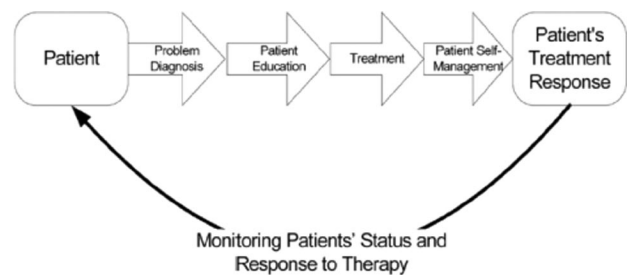 Patient
Problem
Diagnosis
Patient
Education
Treatment
Patient Self-
Management
Patient's
Treatment
Response
Monitoring Patients' Status and
Response to Therapy